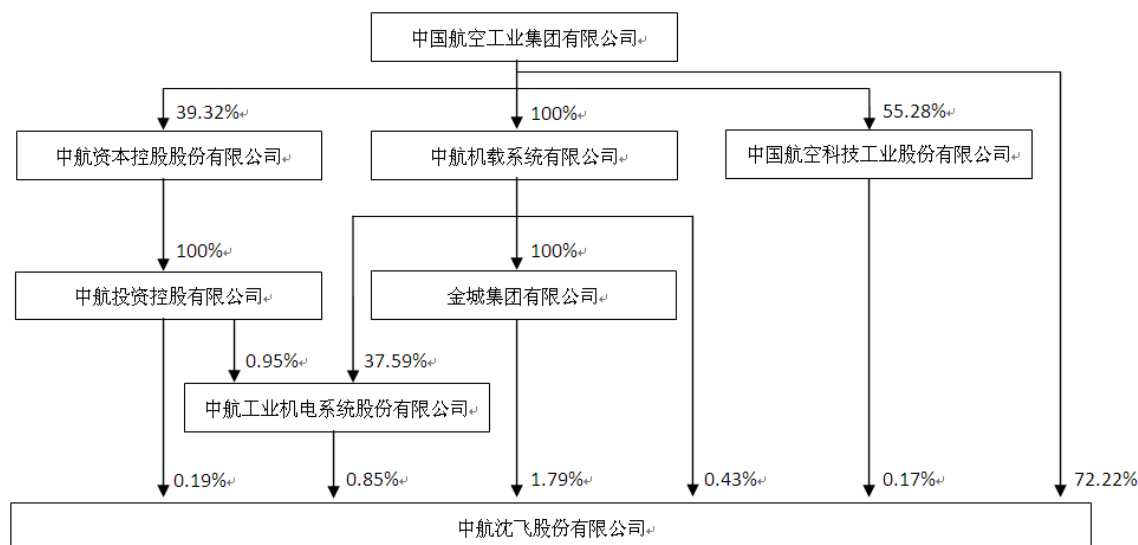 中国航空工业集团有限公司
39.32%
100%
55.28%
中航资本控股股份有限公司
中航机载系统有限公司
中国航空科技工业股份有限公司
100%
100%
中航投资控股有限公司
金城集团有限公司
0.95%
37.59%
中航工业机电系统股份有限公司
0.19%
0.85%
1.79%
0.43%
0.17%
72.22%
中航沈飞股份有限公司